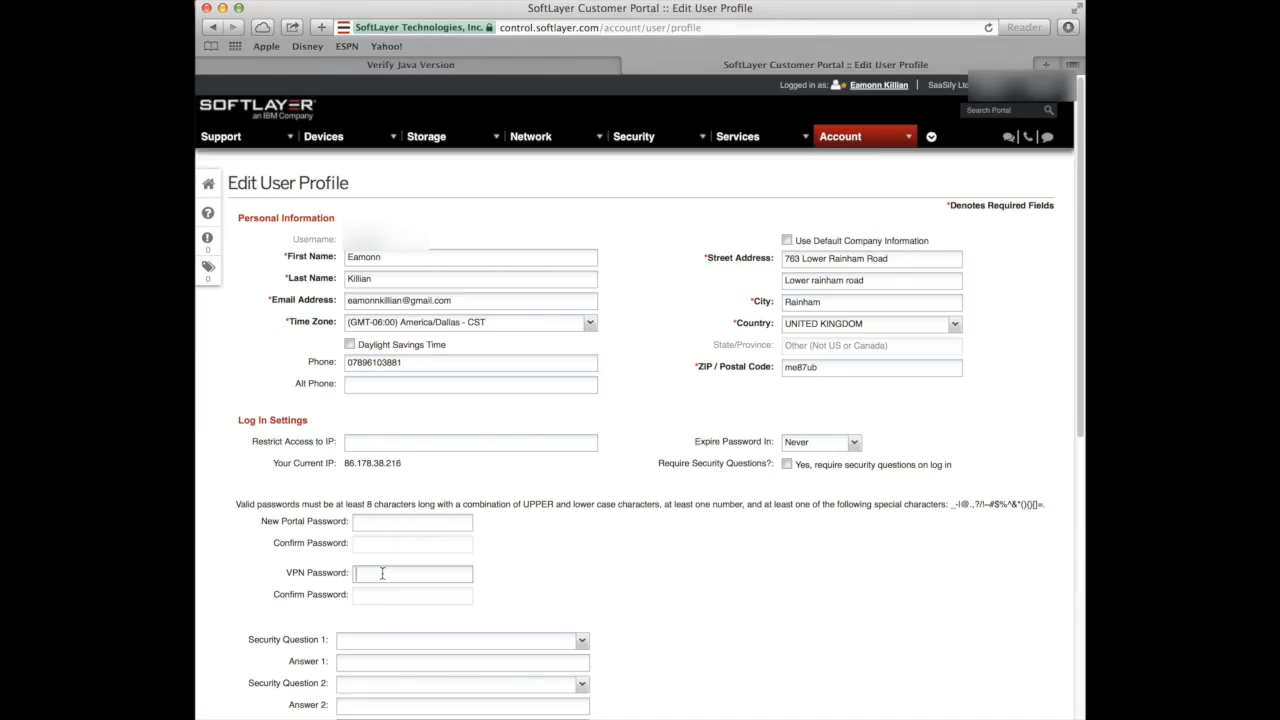 SoftLayer Customer Portal :: Edit User Profile
SoftLayer Technologies, Inc. control.softlayer.com/account/user/profile Reader
Apple Disney ESPN Yahoo!
Verify Java Version SoftLayer Customer Portal :: Edit User Profile
Logged in as: Eamonn Killian | SaaSify Ltd
SOFTLAYER
an IBM Company
Search Portal
Support Devices Storage Network Security Services Account
Edit User Profile
*Denotes Required Fields
Personal Information
Username:
Use Default Company Information
*First Name: Eamonn
*Street Address: 763 Lower Rainham Road
*Last Name: Killian
Lower rainham road
*Email Address: eamonnkillian@gmail.com
*City: Rainham
*Time Zone: (GMT-06:00) America/Dallas - CST
*Country: UNITED KINGDOM
Daylight Savings Time
State/Province: Other (Not US or Canada)
Phone: 07896103881
*ZIP / Postal Code: me87ub
Alt Phone:
Log In Settings
Restrict Access to IP:
Expire Password In: Never
Your Current IP: 86.178.38.216
Require Security Questions?: Yes, require security questions on log in
Valid passwords must be at least 8 characters long with a combination of UPPER and lower case characters, at least one number, and at least one of the following special characters: _-|@.,?/!~#$%^&*(){}[]=.
New Portal Password:
Confirm Password:
VPN Password:
Confirm Password:
Security Question 1:
Answer 1:
Security Question 2:
Answer 2:
0
0